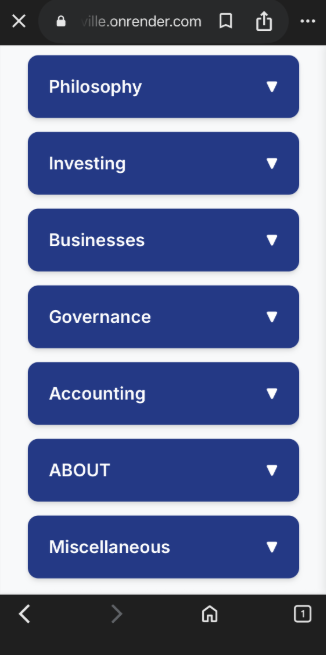 ville.onrender.com
Philosophy
Investing
Businesses
Governance
Accounting
ABOUT
Miscellaneous
1